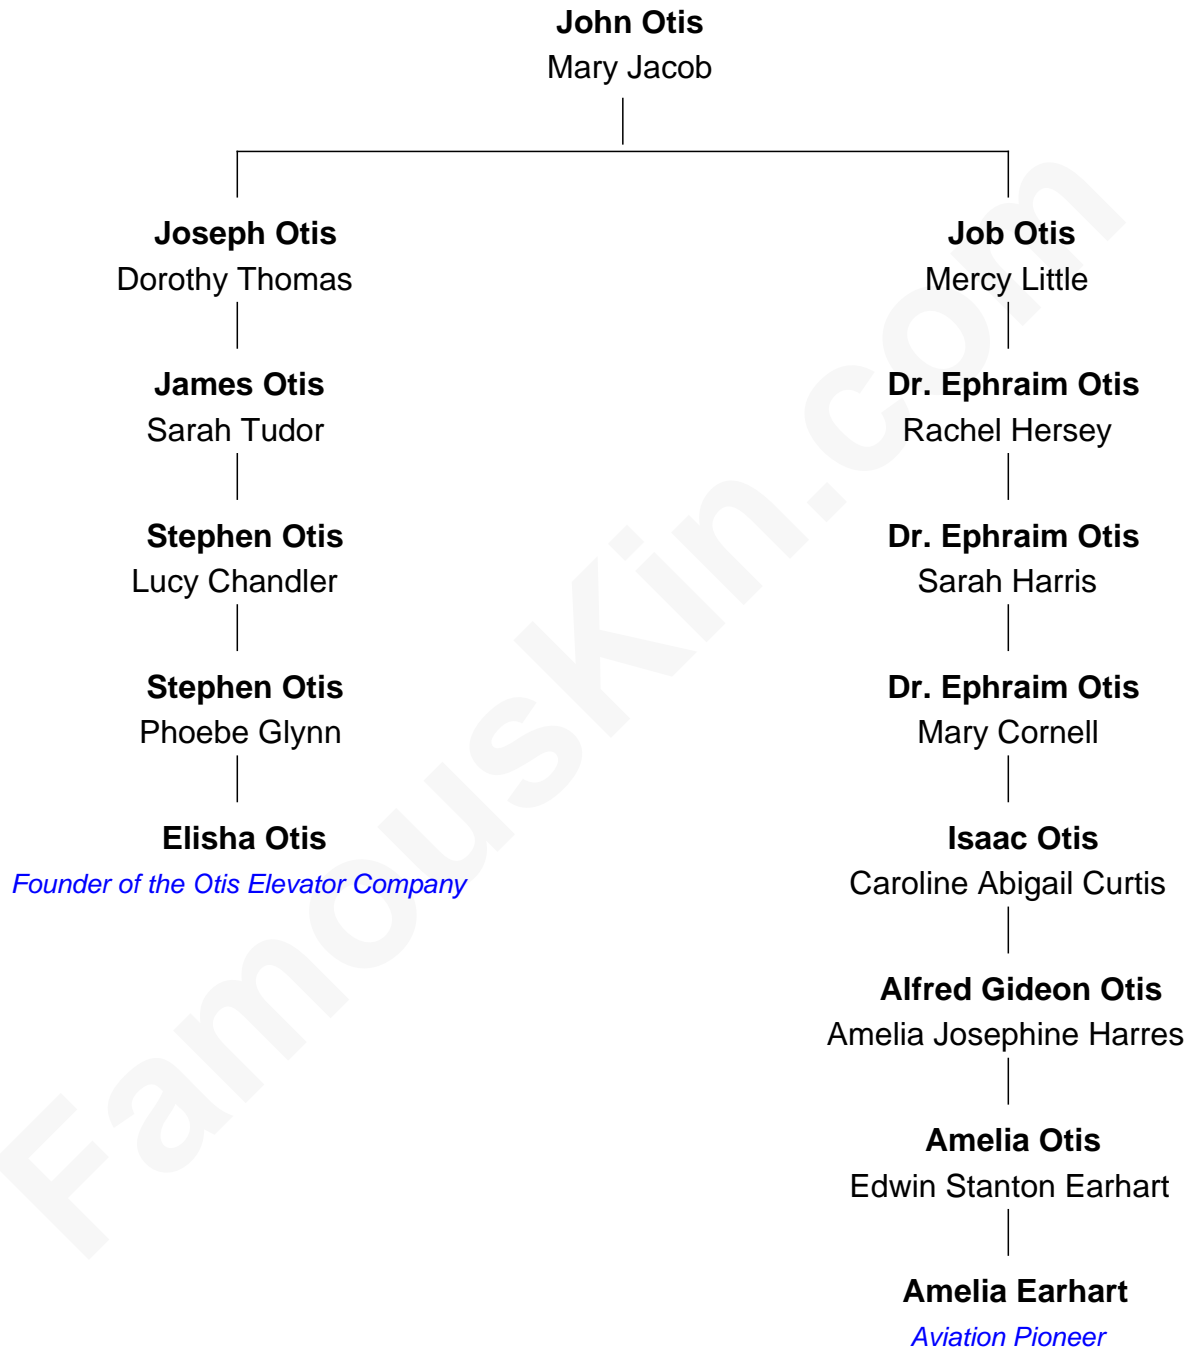 John Otis
Mary Jacob
Joseph Otis
Dorothy Thomas
James Otis
Sarah Tudor
Stephen Otis
Lucy Chandler
Stephen Otis
Phoebe Glynn
Elisha Otis
Founder of the Otis Elevator Company
Job Otis
Mercy Little
Dr. Ephraim Otis
Rachel Hersey
Dr. Ephraim Otis
Sarah Harris
Dr. Ephraim Otis
Mary Cornell
Isaac Otis
Caroline Abigail Curtis
Alfred Gideon Otis
Amelia Josephine Harres
Amelia Otis
Edwin Stanton Earhart
Amelia Earhart
Aviation Pioneer
FamousKin.com